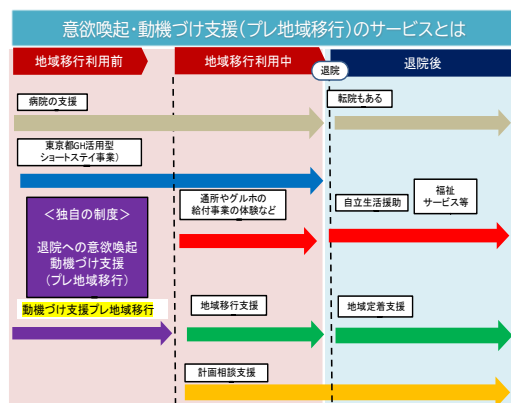 意欲喚起・動機づけ支援(プレ地域移行)のサービスとは
地域移行利用前
地域移行利用中
退院
退院後
病院の支援
転院もある
東京都GH活用型
ショートステイ事業)
通所やグルホの
給付事業の体験など
自立生活援助
福祉
サービス等
<独自の制度>
退院への意欲喚起
動機づけ支援
(プレ地域移行)
動機づけ支援プレ地域移行
地域移行支援
地域定着支援
計画相談支援